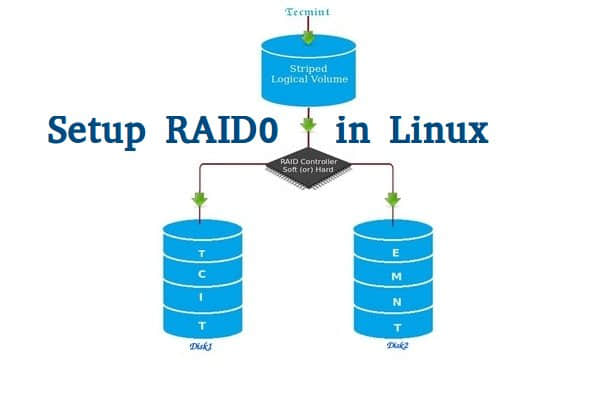 Tecmint
Striped
Logical Volume
Setup RAID0 in Linux
RAID Controller
Soft (or) Hard
T
C
I
T
E
M
N
T
Disk1
Disk2